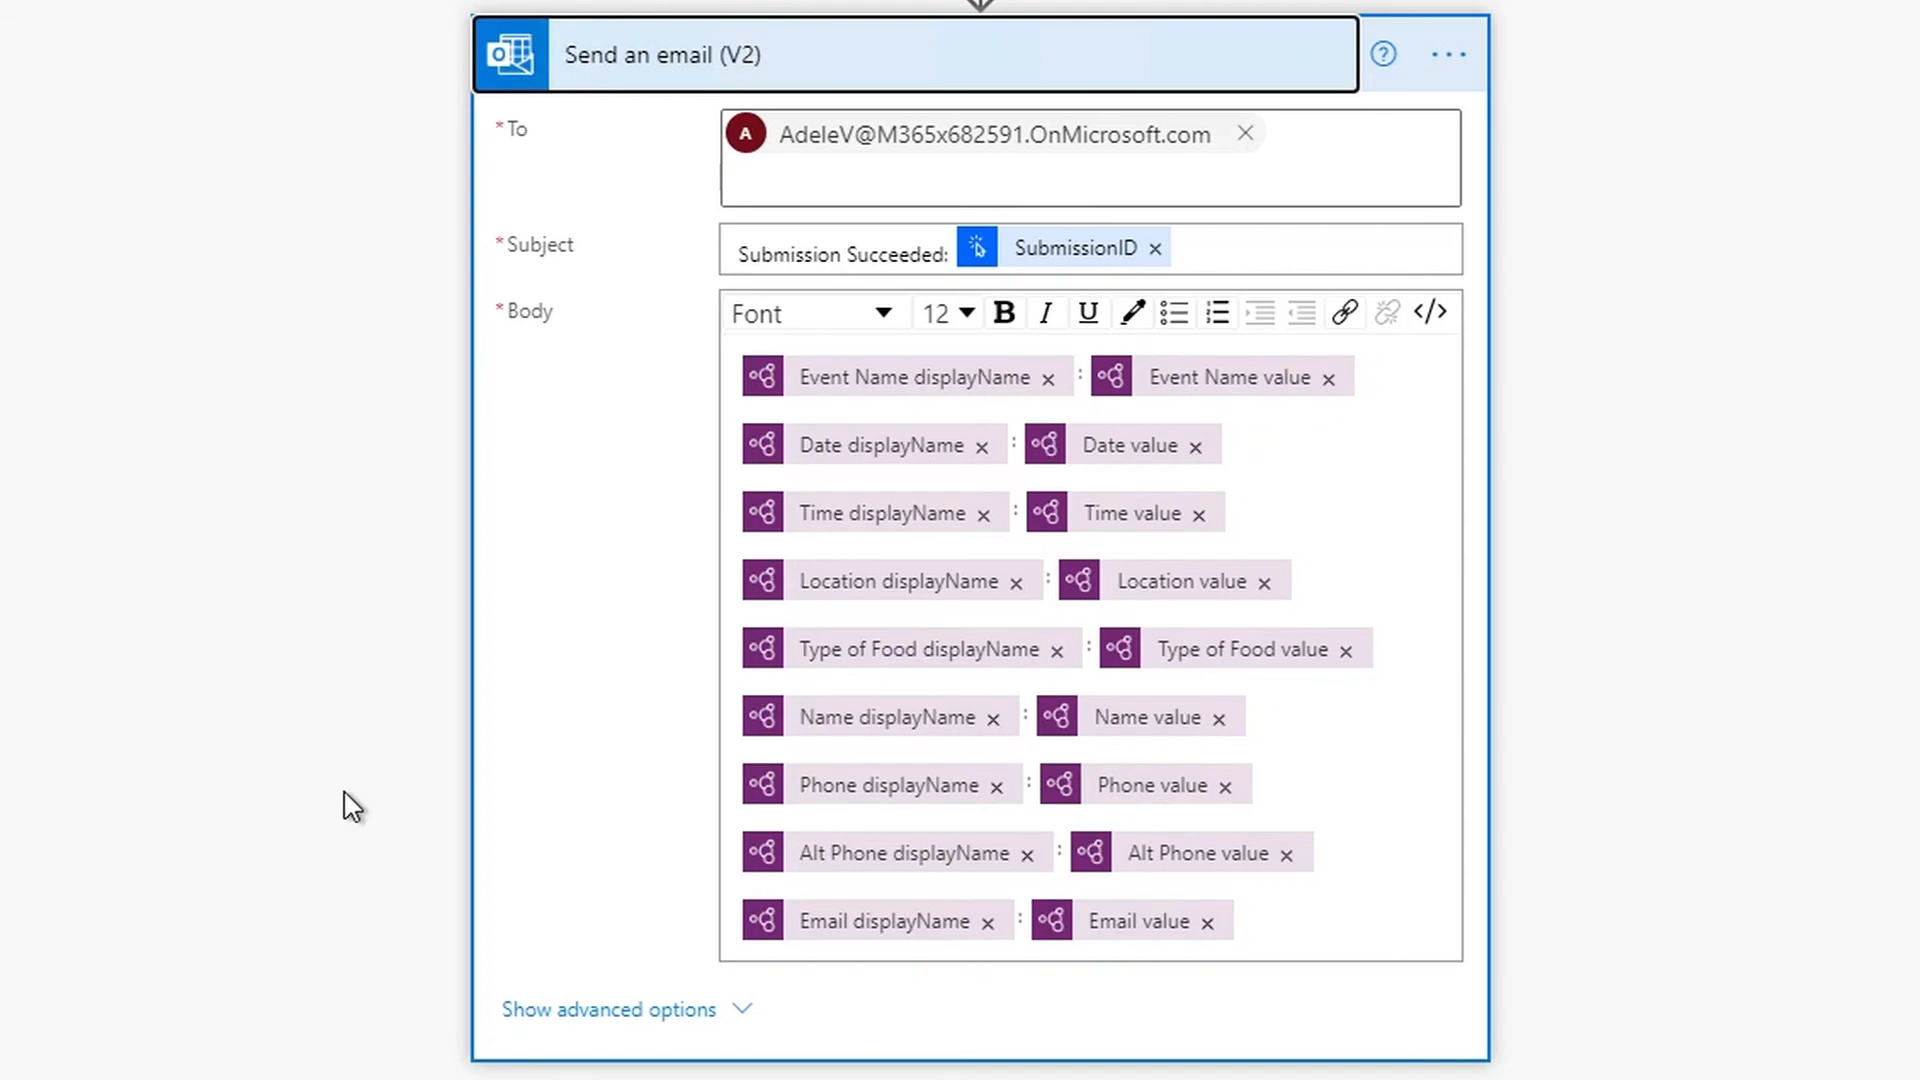 Send an email (V2)
* To
A AdeleV@M365x682591.OnMicrosoft.com
* Subject
Submission Succeeded: SubmissionID
* Body
Font 12 B I U </>
Event Name displayName : Event Name value
Date displayName : Date value
Time displayName : Time value
Location displayName : Location value
Type of Food displayName : Type of Food value
Name displayName : Name value
Phone displayName : Phone value
Alt Phone displayName : Alt Phone value
Email displayName : Email value
Show advanced options